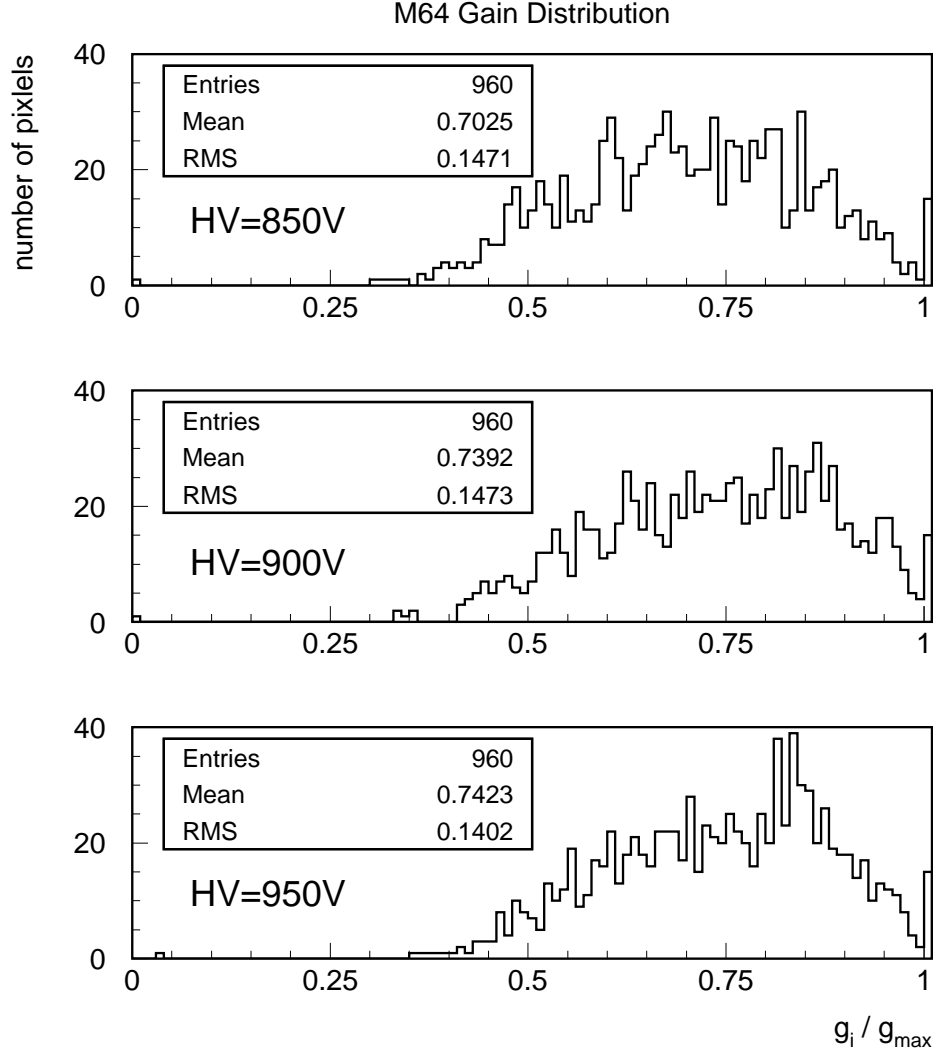 M64 Gain Distribution
number of pixlels
40
20
0
Entries 960
Mean 0.7025
RMS 0.1471
HV=850V
0 0.25 0.5 0.75 1
40
20
0
Entries 960
Mean 0.7392
RMS 0.1473
HV=900V
0 0.25 0.5 0.75 1
40
20
0
Entries 960
Mean 0.7423
RMS 0.1402
HV=950V
0 0.25 0.5 0.75 1
g_i / g_max